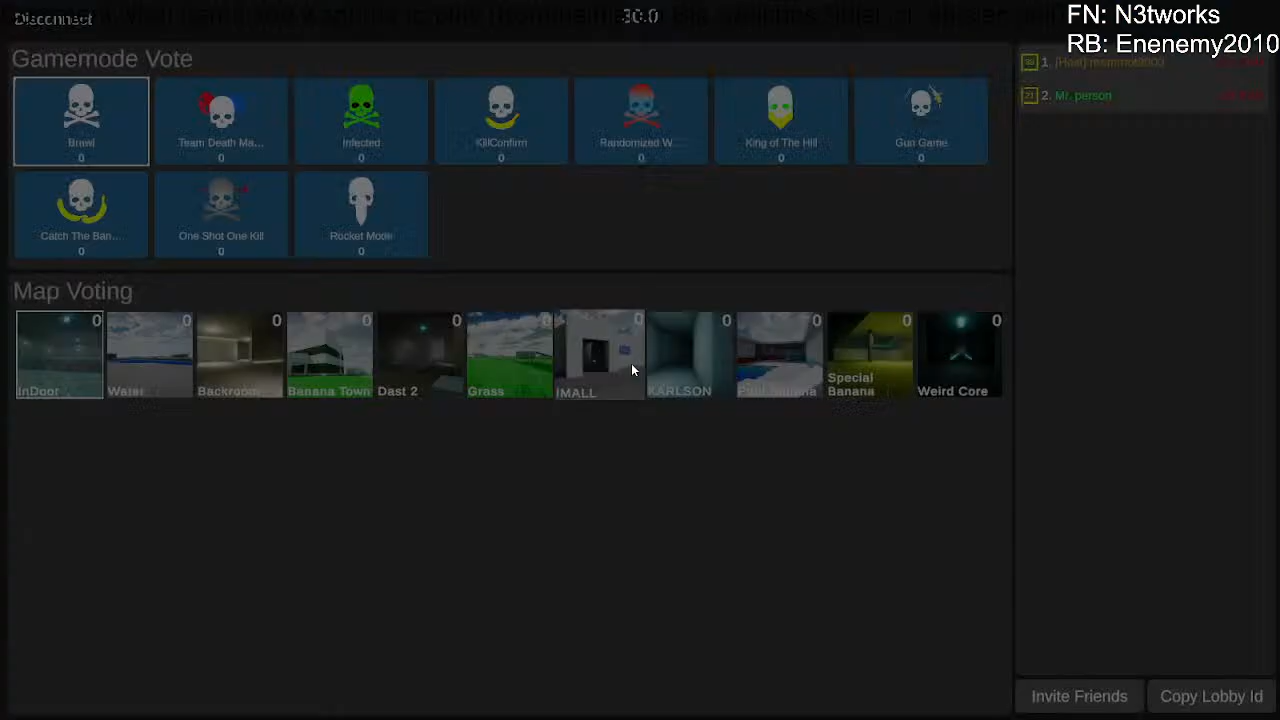 Disconnect
30.0
FN: N3tworks
RB: Enenemy2010
Gamemode Vote
1. [Host]
2. Mr. person
Brawl
0
Team Death Ma...
0
Infected
0
KillConfirm
0
Randomized W...
0
King of The Hill
0
Gun Game
0
Catch The Ban...
0
One Shot One Kill
0
Rocket Mode
0
Map Voting
0
InDoor
0
Water
0
Backroom
0
Banana Town
0
Dast 2
0
Grass
0
IMALL
0
KARLSON
0
0
Special Banana
0
Weird Core
Invite Friends
Copy Lobby Id